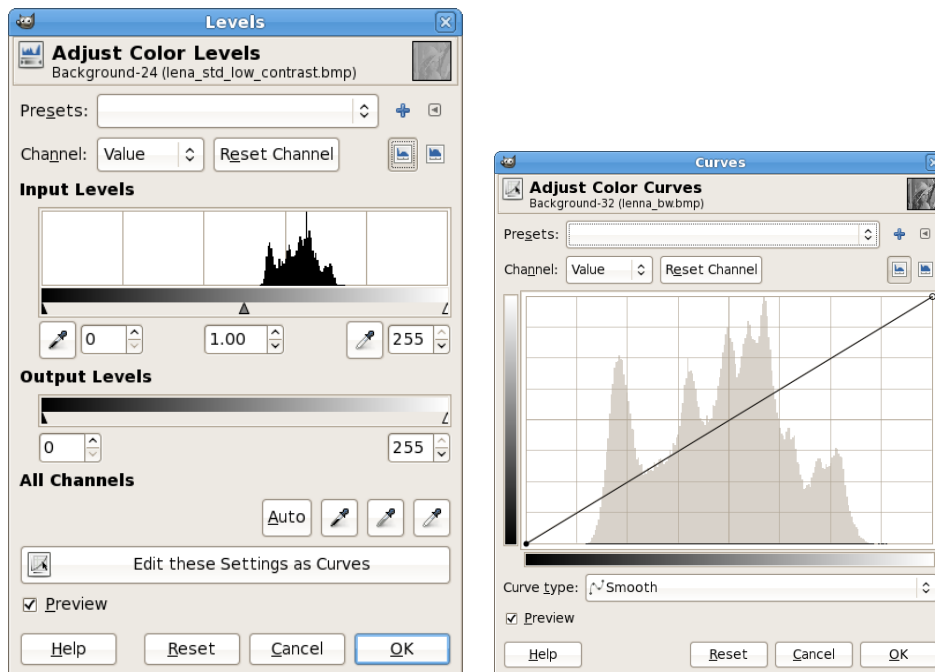 Levels
Adjust Color Levels
Background-24 (lena_std_low_contrast.bmp)
Presets:
Channel: Value Reset Channel
Input Levels
0 1.00 255
Output Levels
0 255
All Channels
Auto
Edit these Settings as Curves
Preview
Help Reset Cancel OK
Curves
Adjust Color Curves
Background-32 (lenna_bw.bmp)
Presets:
Channel: Value Reset Channel
Curve type: Smooth
Preview
Help Reset Cancel OK